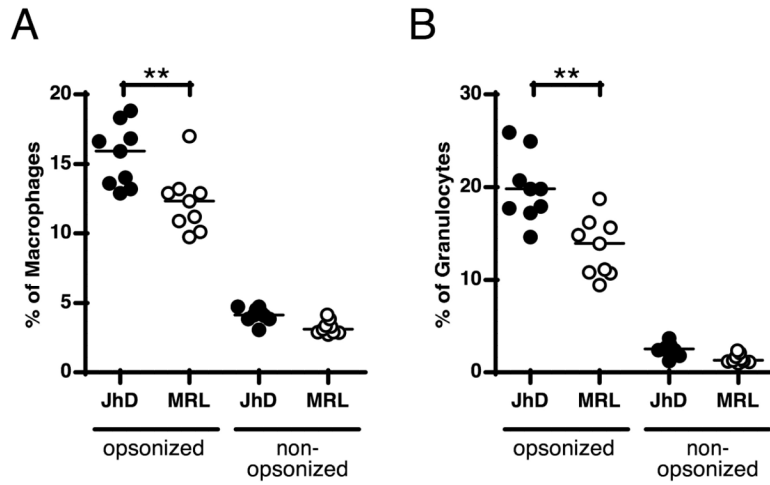 A
**
20
15
10
5
0
% of Macrophages
JhD MRL JhD MRL
opsonized
non-
opsonized
B
**
30
20
10
0
% of Granulocytes
JhD MRL JhD MRL
opsonized
non-
opsonized